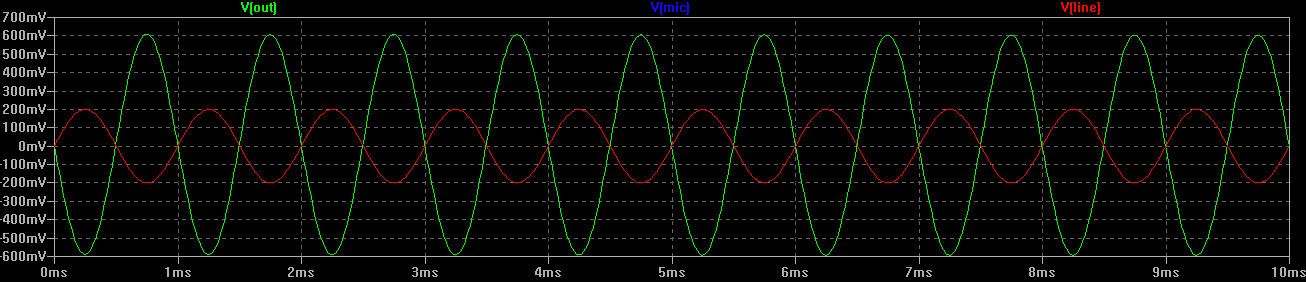 V(out) V(mic) V(line)
700mV
600mV
500mV
400mV
300mV
200mV
100mV
0mV
-100mV
-200mV
-300mV
-400mV
-500mV
-600mV
0ms 1ms 2ms 3ms 4ms 5ms 6ms 7ms 8ms 9ms 10ms